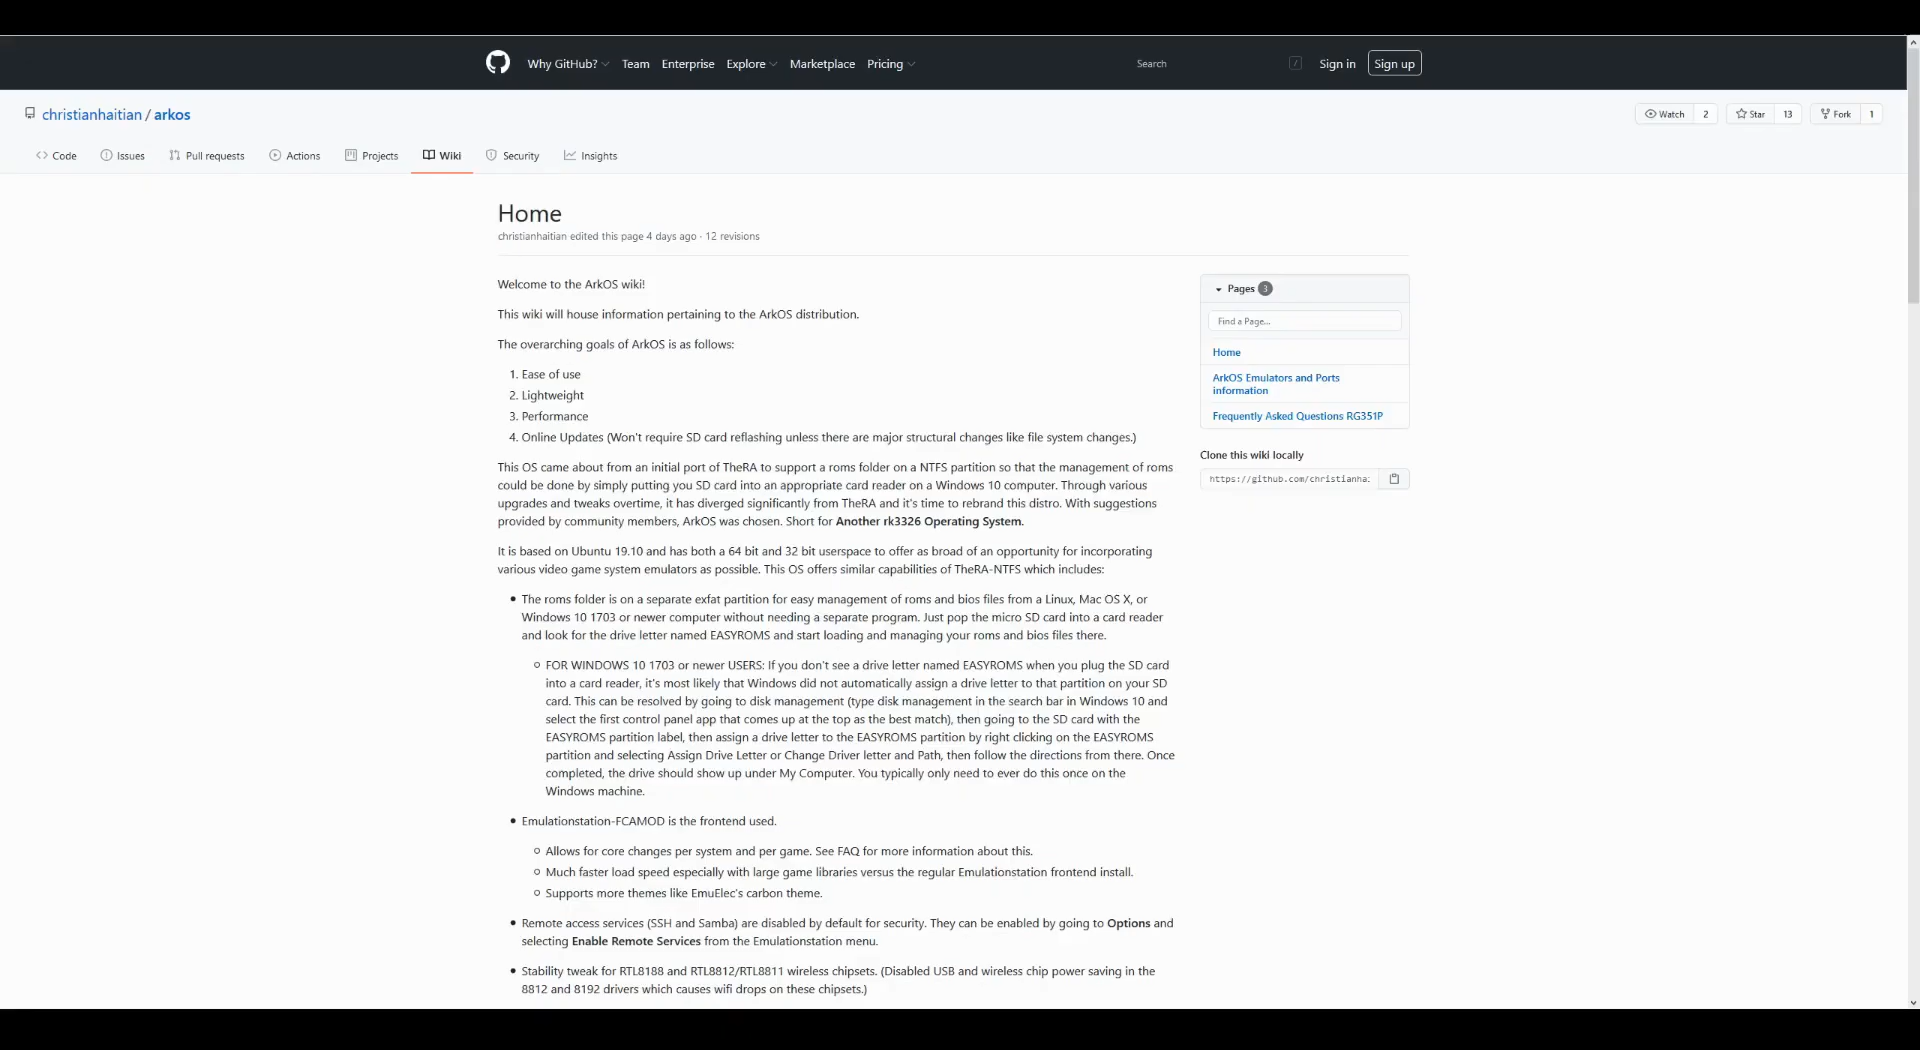 Why GitHub? Team Enterprise Explore Marketplace Pricing Search / Sign in Sign up
christianhaitian / arkos Watch 2 Star 13 Fork 1
Code Issues Pull requests Actions Projects Wiki Security Insights
Home
christianhaitian edited this page 4 days ago · 12 revisions
Welcome to the ArkOS wiki!
This wiki will house information pertaining to the ArkOS distribution.
The overarching goals of ArkOS is as follows:
1. Ease of use
2. Lightweight
3. Performance
4. Online Updates (Won't require SD card reflashing unless there are major structural changes like file system changes.)
This OS came about from an initial port of TheRA to support a roms folder on a NTFS partition so that the management of roms
could be done by simply putting you SD card into an appropriate card reader on a Windows 10 computer. Through various
upgrades and tweaks overtime, it has diverged significantly from TheRA and it's time to rebrand this distro. With suggestions
provided by community members, ArkOS was chosen. Short for Another rk3326 Operating System.
It is based on Ubuntu 19.10 and has both a 64 bit and 32 bit userspace to offer as broad of an opportunity for incorporating
various video game system emulators as possible. This OS offers similar capabilities of TheRA-NTFS which includes:
• The roms folder is on a separate exfat partition for easy management of roms and bios files from a Linux, Mac OS X, or
Windows 10 1703 or newer computer without needing a separate program. Just pop the micro SD card into a card reader
and look for the drive letter named EASYROMS and start loading and managing your roms and bios files there.
FOR WINDOWS 10 1703 or newer USERS: If you don't see a drive letter named EASYROMS when you plug the SD card
into a card reader, it's most likely that Windows did not automatically assign a drive letter to that partition on your SD
card. This can be resolved by going to disk management (type disk management in the search bar in Windows 10 and
select the first control panel app that comes up at the top as the best match), then going to the SD card with the
EASYROMS partition label, then assign a drive letter to the EASYROMS partition by right clicking on the EASYROMS
partition and selecting Assign Drive Letter or Change Driver letter and Path, then follow the directions from there. Once
completed, the drive should show up under My Computer. You typically only need to ever do this once on the
Windows machine.
• Emulationstation-FCAMOD is the frontend used.
Allows for core changes per system and per game. See FAQ for more information about this.
Much faster load speed especially with large game libraries versus the regular Emulationstation frontend install.
Supports more themes like EmuElec's carbon theme.
• Remote access services (SSH and Samba) are disabled by default for security. They can be enabled by going to Options and
selecting Enable Remote Services from the Emulationstation menu.
• Stability tweak for RTL8188 and RTL8812/RTL8811 wireless chipsets. (Disabled USB and wireless chip power saving in the
8812 and 8192 drivers which causes wifi drops on these chipsets.)
Pages 3
Find a Page...
Home
ArkOS Emulators and Ports
information
Frequently Asked Questions RG351P
Clone this wiki locally
https://github.com/christianha: